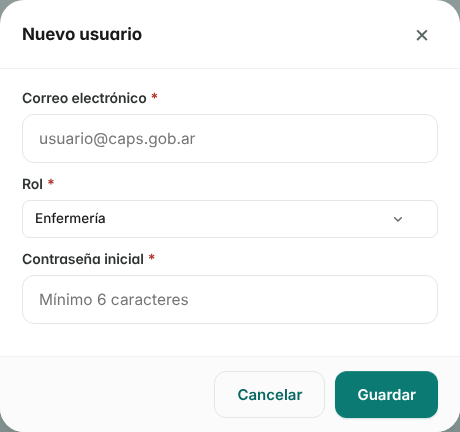 Nuevo usuario
Correo electrónico *
usuario@caps.gob.ar
Rol *
Enfermería
Contraseña inicial *
Mínimo 6 caracteres
Cancelar
Guardar